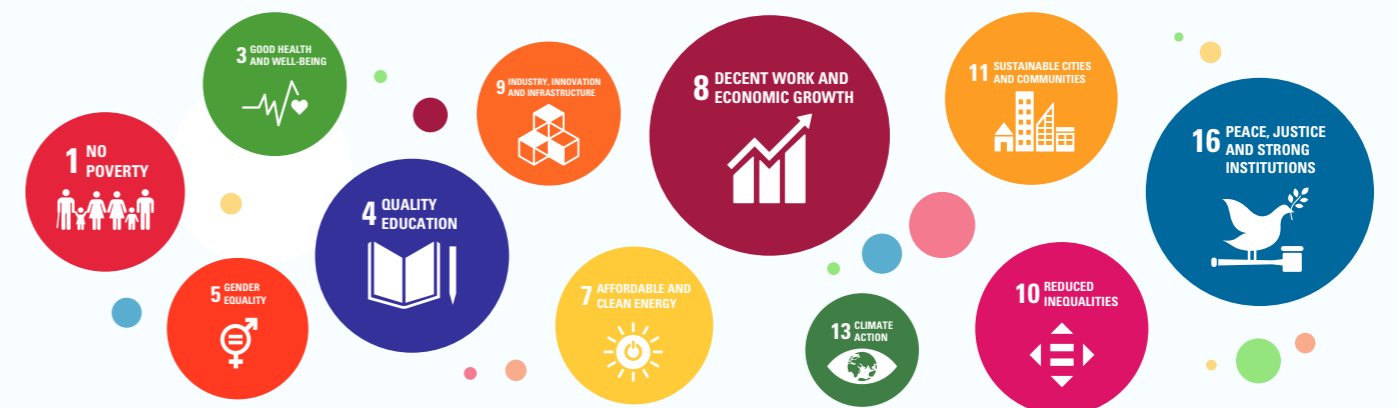 3 GOOD HEALTH
AND WELL-BEING
1 NO
POVERTY
5 GENDER
EQUALITY
4 QUALITY
EDUCATION
9 INDUSTRY, INNOVATION
AND INFRASTRUCTURE
7 AFFORDABLE AND
CLEAN ENERGY
8 DECENT WORK AND
ECONOMIC GROWTH
13 CLIMATE
ACTION
11 SUSTAINABLE CITIES
AND COMMUNITIES
10 REDUCED
INEQUALITIES
16 PEACE, JUSTICE
AND STRONG
INSTITUTIONS